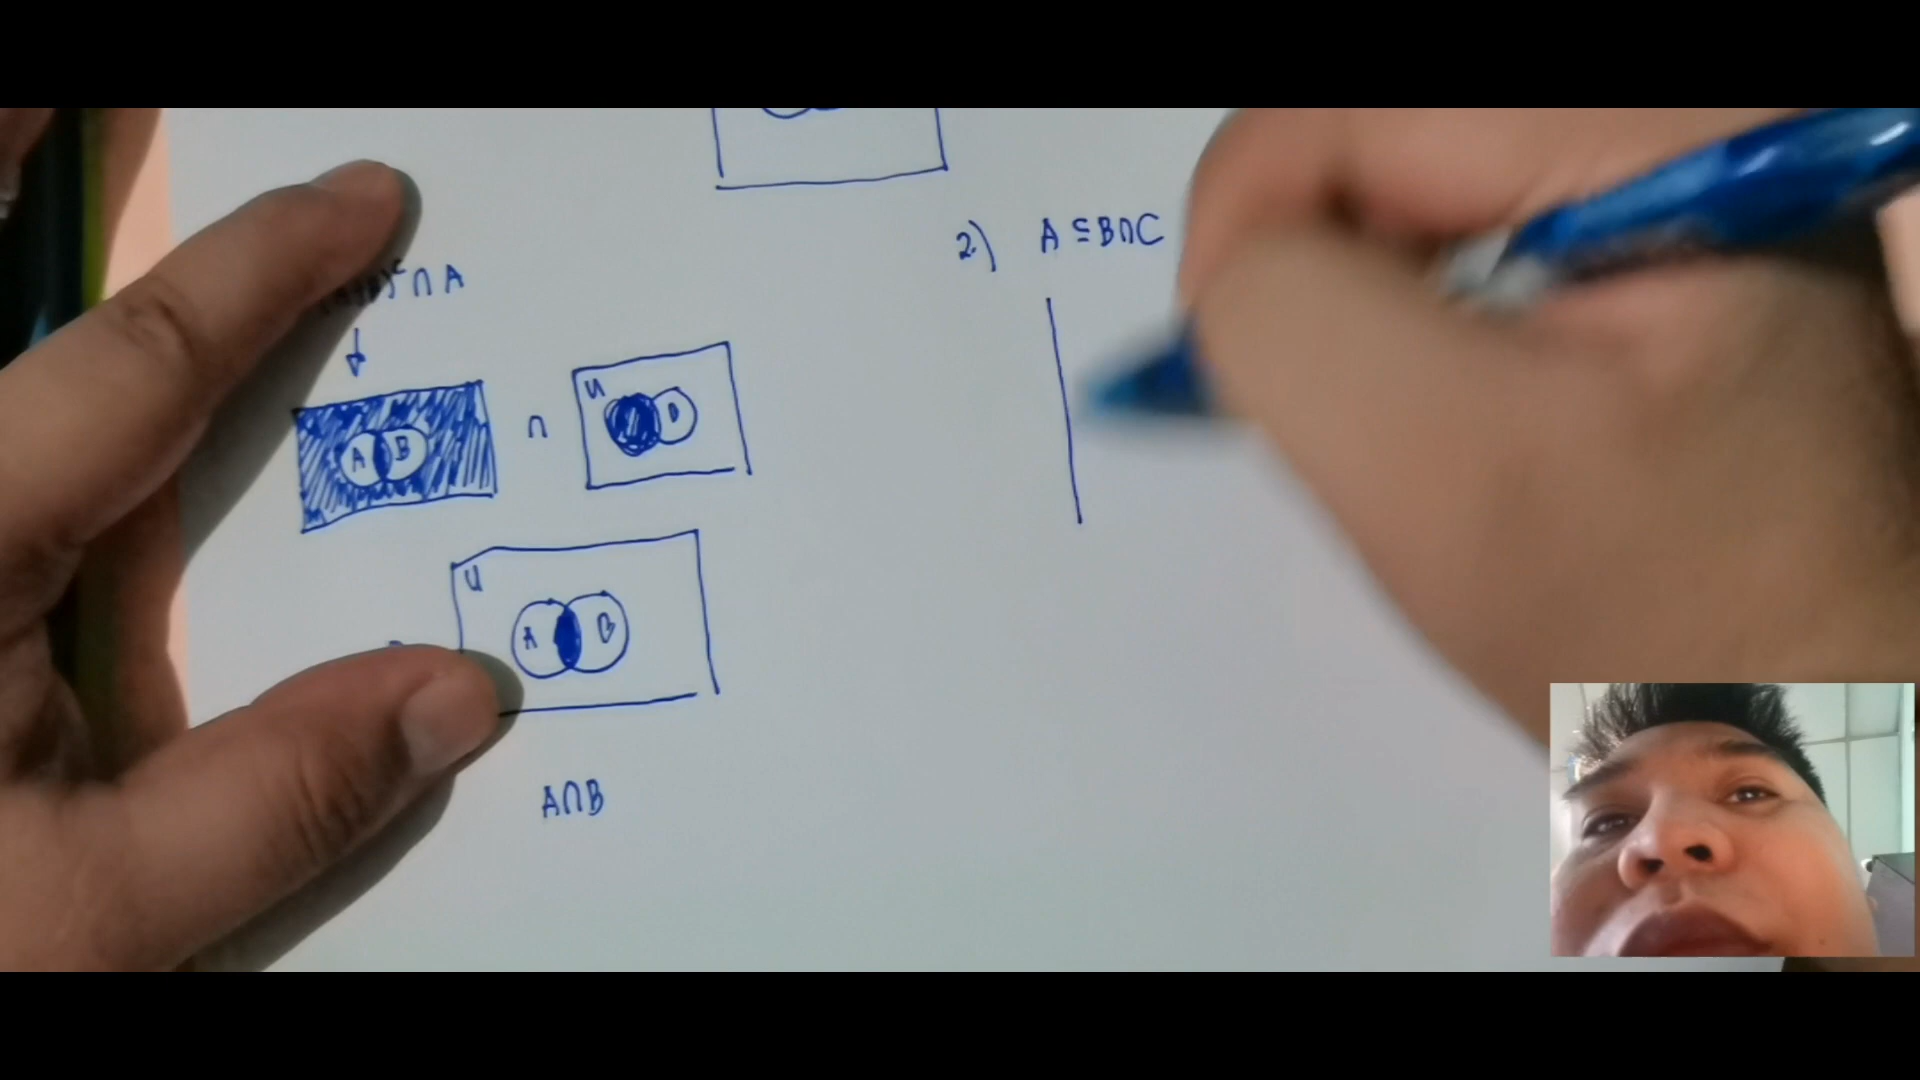 2.) A ⊆ B∩C
)ᶜ ∩ A
A B
∩
U
U
A B
A∩B